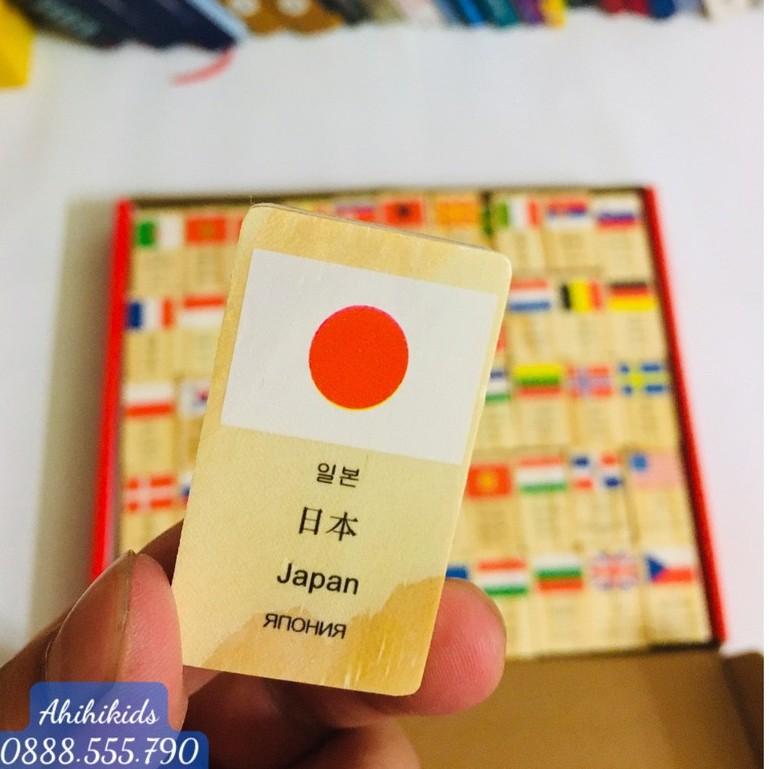 일본
日本
Japan
ЯПОНИЯ
Ahihikids
0888.555.790